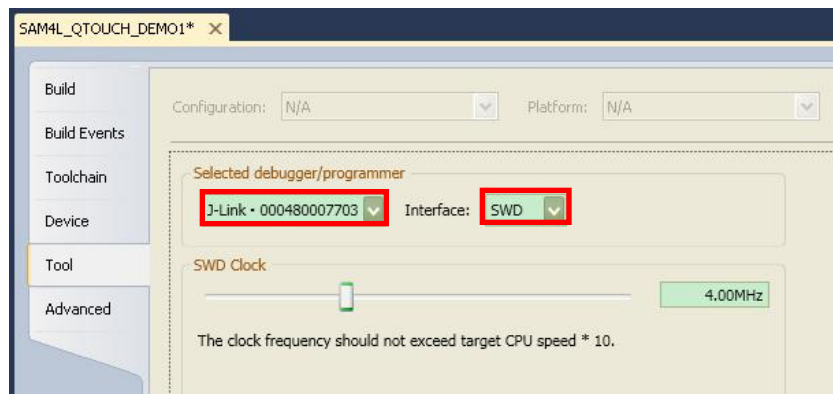 SAM4L_QTOUCH_DEMO1*
Build
Configuration: N/A Platform: N/A
Build Events
Toolchain
Selected debugger/programmer
J-Link • 000480007703 Interface: SWD
Device
Tool
SWD Clock
4.00MHz
Advanced
The clock frequency should not exceed target CPU speed * 10.